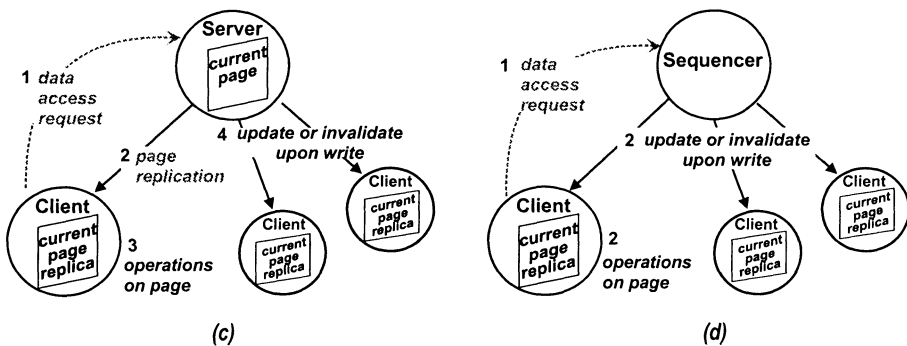 Server
current
page
1 data
access
request
4 update or invalidate
upon write
2 page
replication
Client
current
page
replica
3
operations
on page
Client
current
page
replica
Client
current
page
replica
(c)
Sequencer
1 data
access
request
2 update or invalidate
upon write
Client
current
page
replica
2
operations
on page
Client
current
page
replica
Client
current
page
replica
(d)